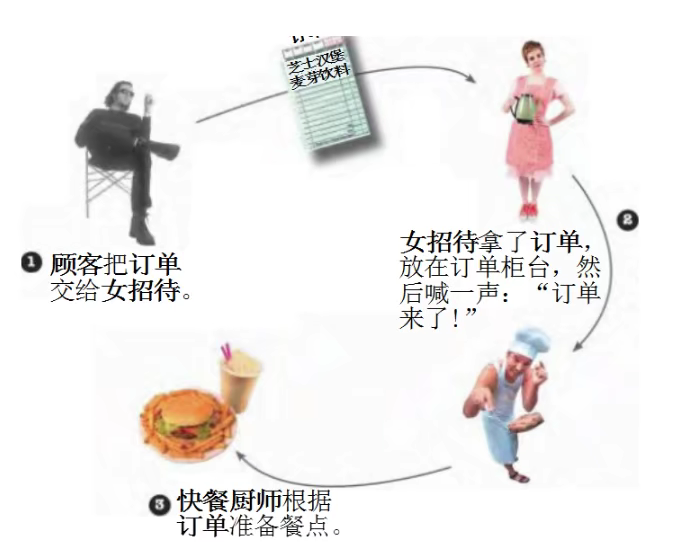 芝士汉堡
麦芽饮料
❶ 顾客把订单
交给女招待。
❷
女招待拿了订单，
放在订单柜台，然
后喊一声：“订单
来了!”
❸ 快餐厨师根据
订单准备餐点。